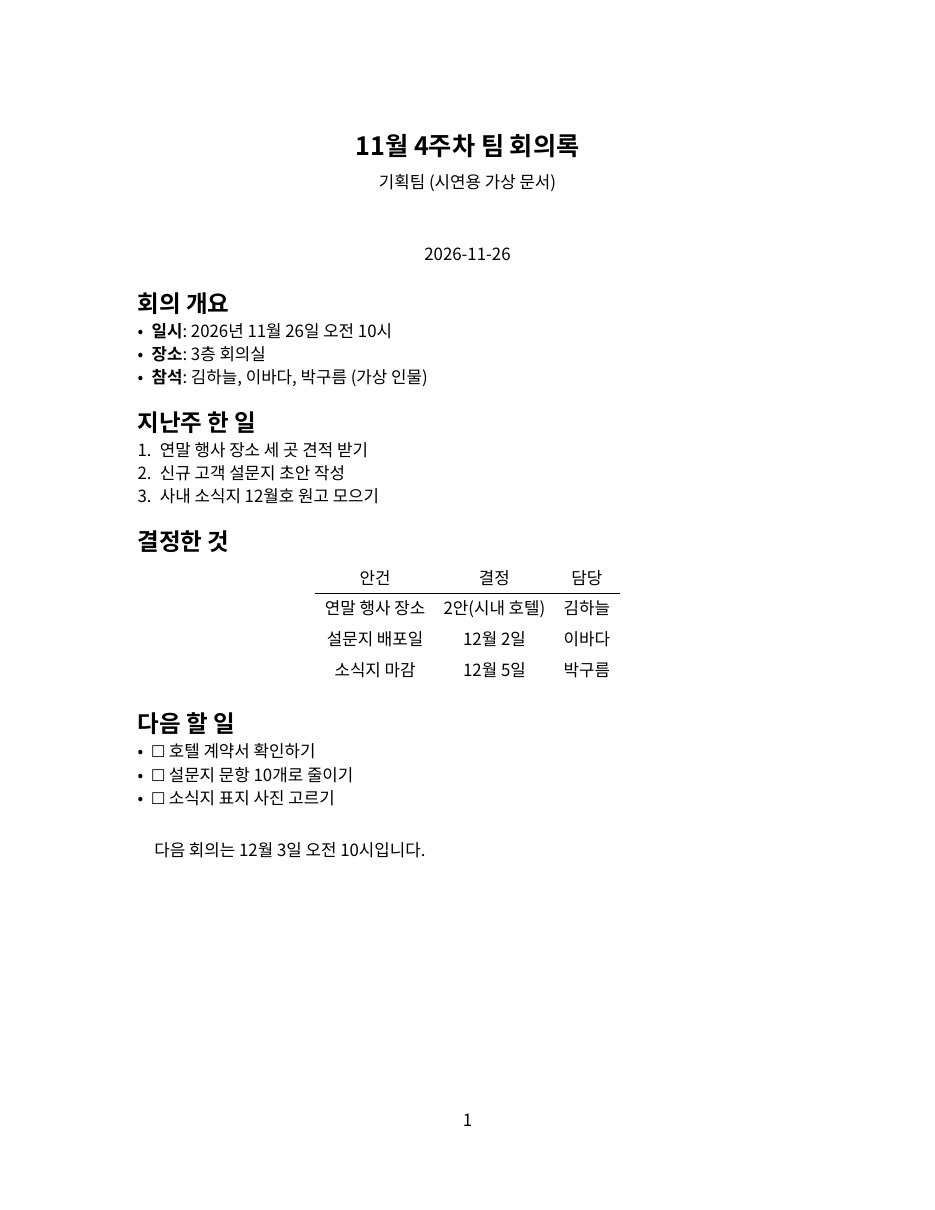 11월 4주차 팀 회의록
기획팀 (시연용 가상 문서)
2026-11-26
회의 개요
• 일시: 2026년 11월 26일 오전 10시
• 장소: 3층 회의실
• 참석: 김하늘, 이바다, 박구름 (가상 인물)
지난주 한 일
1. 연말 행사 장소 세 곳 견적 받기
2. 신규 고객 설문지 초안 작성
3. 사내 소식지 12월호 원고 모으기
결정한 것
안건 결정 담당
연말 행사 장소 2안(시내 호텔) 김하늘
설문지 배포일 12월 2일 이바다
소식지 마감 12월 5일 박구름
다음 할 일
• ☐ 호텔 계약서 확인하기
• ☐ 설문지 문항 10개로 줄이기
• ☐ 소식지 표지 사진 고르기
다음 회의는 12월 3일 오전 10시입니다.
1